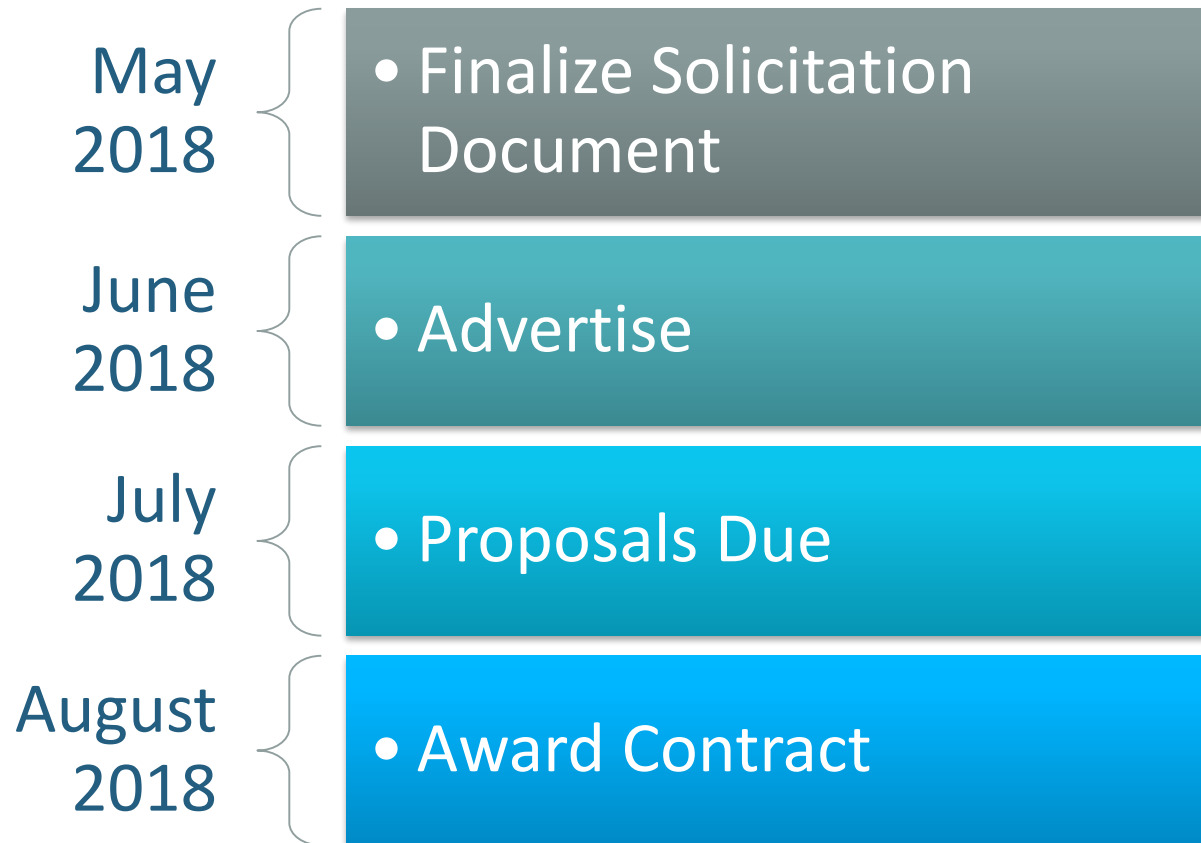 May
2018
• Finalize Solicitation
Document
June
2018
• Advertise
July
2018
• Proposals Due
August
2018
• Award Contract